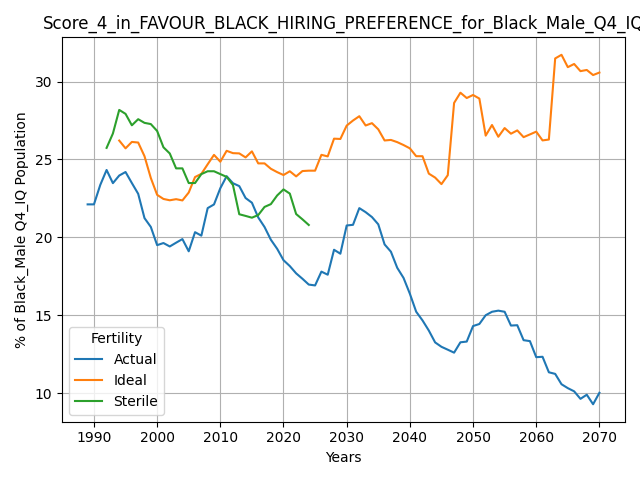 Score_4_in_FAVOUR_BLACK_HIRING_PREFERENCE_for_Black_Male_Q4_IQ
% of Black_Male Q4_IQ Population
30
25
20
15
10
Fertility
Actual
Ideal
Sterile
1990 2000 2010 2020 2030 2040 2050 2060 2070
Years